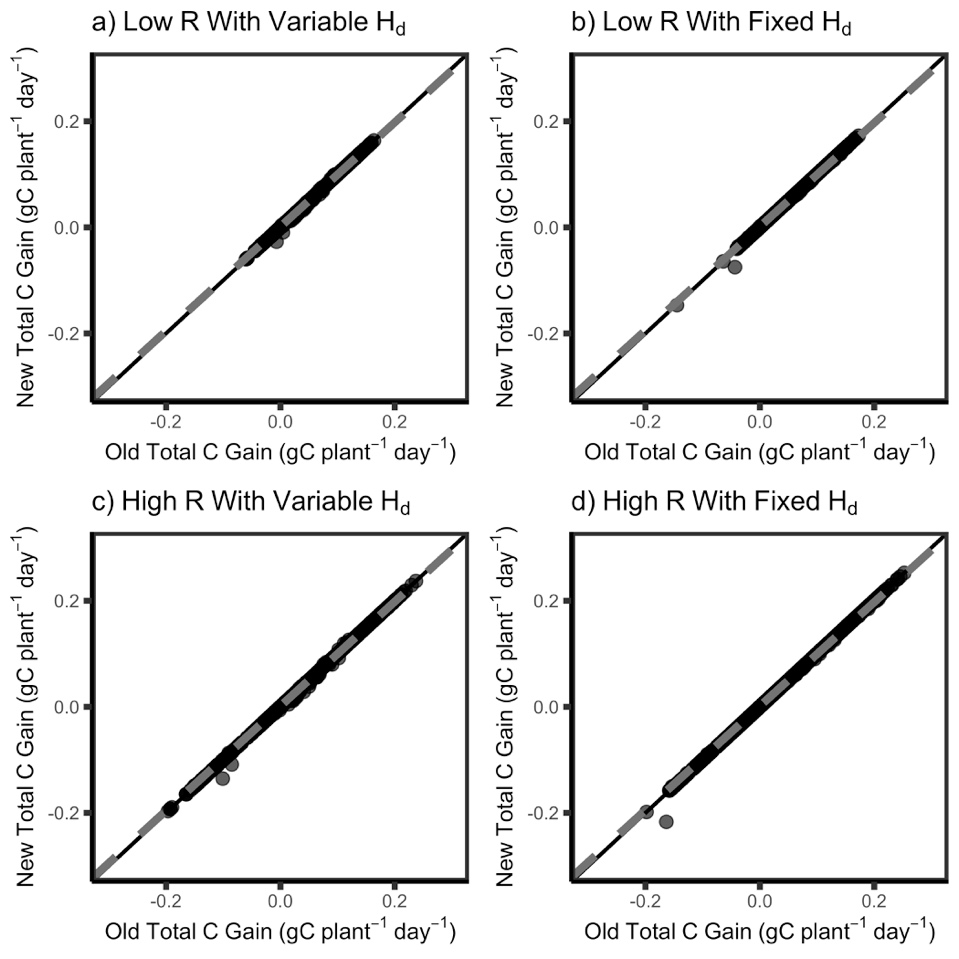 a) Low R With Variable H_d
New Total C Gain (gC plant⁻¹ day⁻¹)
0.2
0.0
-0.2
-0.2 0.0 0.2
Old Total C Gain (gC plant⁻¹ day⁻¹)
b) Low R With Fixed H_d
New Total C Gain (gC plant⁻¹ day⁻¹)
0.2
0.0
-0.2
-0.2 0.0 0.2
Old Total C Gain (gC plant⁻¹ day⁻¹)
c) High R With Variable H_d
New Total C Gain (gC plant⁻¹ day⁻¹)
0.2
0.0
-0.2
-0.2 0.0 0.2
Old Total C Gain (gC plant⁻¹ day⁻¹)
d) High R With Fixed H_d
New Total C Gain (gC plant⁻¹ day⁻¹)
0.2
0.0
-0.2
-0.2 0.0 0.2
Old Total C Gain (gC plant⁻¹ day⁻¹)